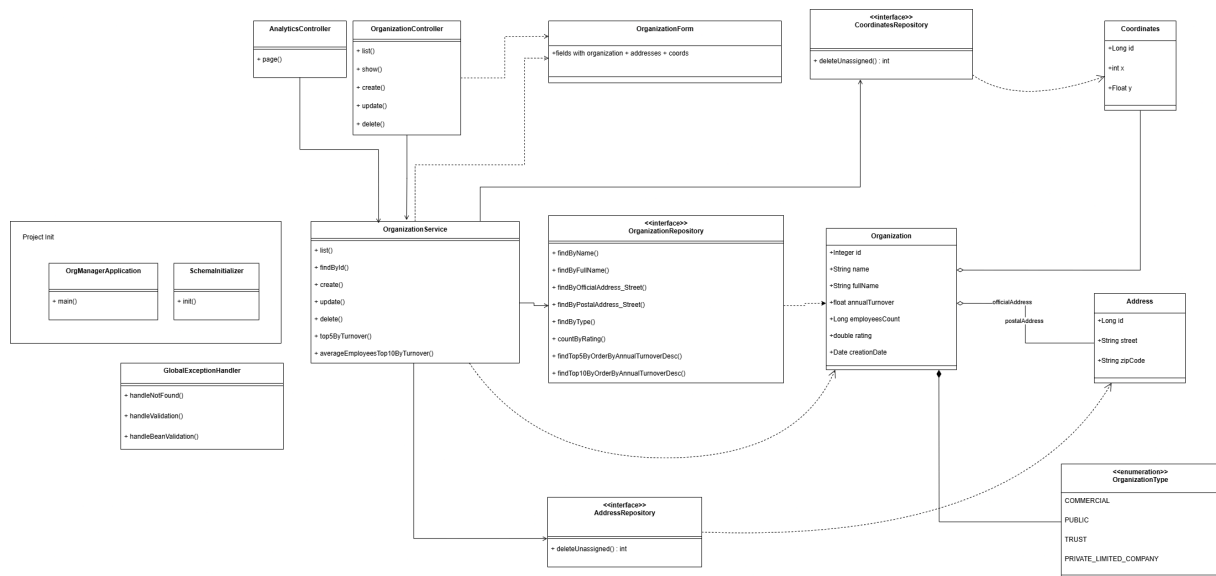 AnalyticsController
+ page()
OrganizationController
+ list()
+ show()
+ create()
+ update()
+ delete()
OrganizationForm
+fields with organization + addresses + coords
<<interface>>
CoordinatesRepository
+ deleteUnassigned() : int
Coordinates
+Long id
+int x
+Float y
Project Init
OrgManagerApplication
+ main()
SchemaInitializer
+ init()
OrganizationService
+ list()
+ findById()
+ create()
+ update()
+ delete()
+ top5ByTurnover()
+ averageEmployeesTop10ByTurnover()
<<interface>>
OrganizationRepository
+ findByName()
+ findByFullName()
+ findByOfficialAddress_Street()
+ findByPostalAddress_Street()
+ findByType()
+ countByRating()
+ findTop5ByOrderByAnnualTurnoverDesc()
+ findTop10ByOrderByAnnualTurnoverDesc()
Organization
+Integer id
+String name
+String fullName
+float annualTurnover
+Long employeesCount
+double rating
+Date creationDate
officialAddress
postalAddress
Address
+Long id
+String street
+String zipCode
GlobalExceptionHandler
+ handleNotFound()
+ handleValidation()
+ handleBeanValidation()
<<interface>>
AddressRepository
+ deleteUnassigned() : int
<<enumeration>>
OrganizationType
COMMERCIAL
PUBLIC
TRUST
PRIVATE_LIMITED_COMPANY